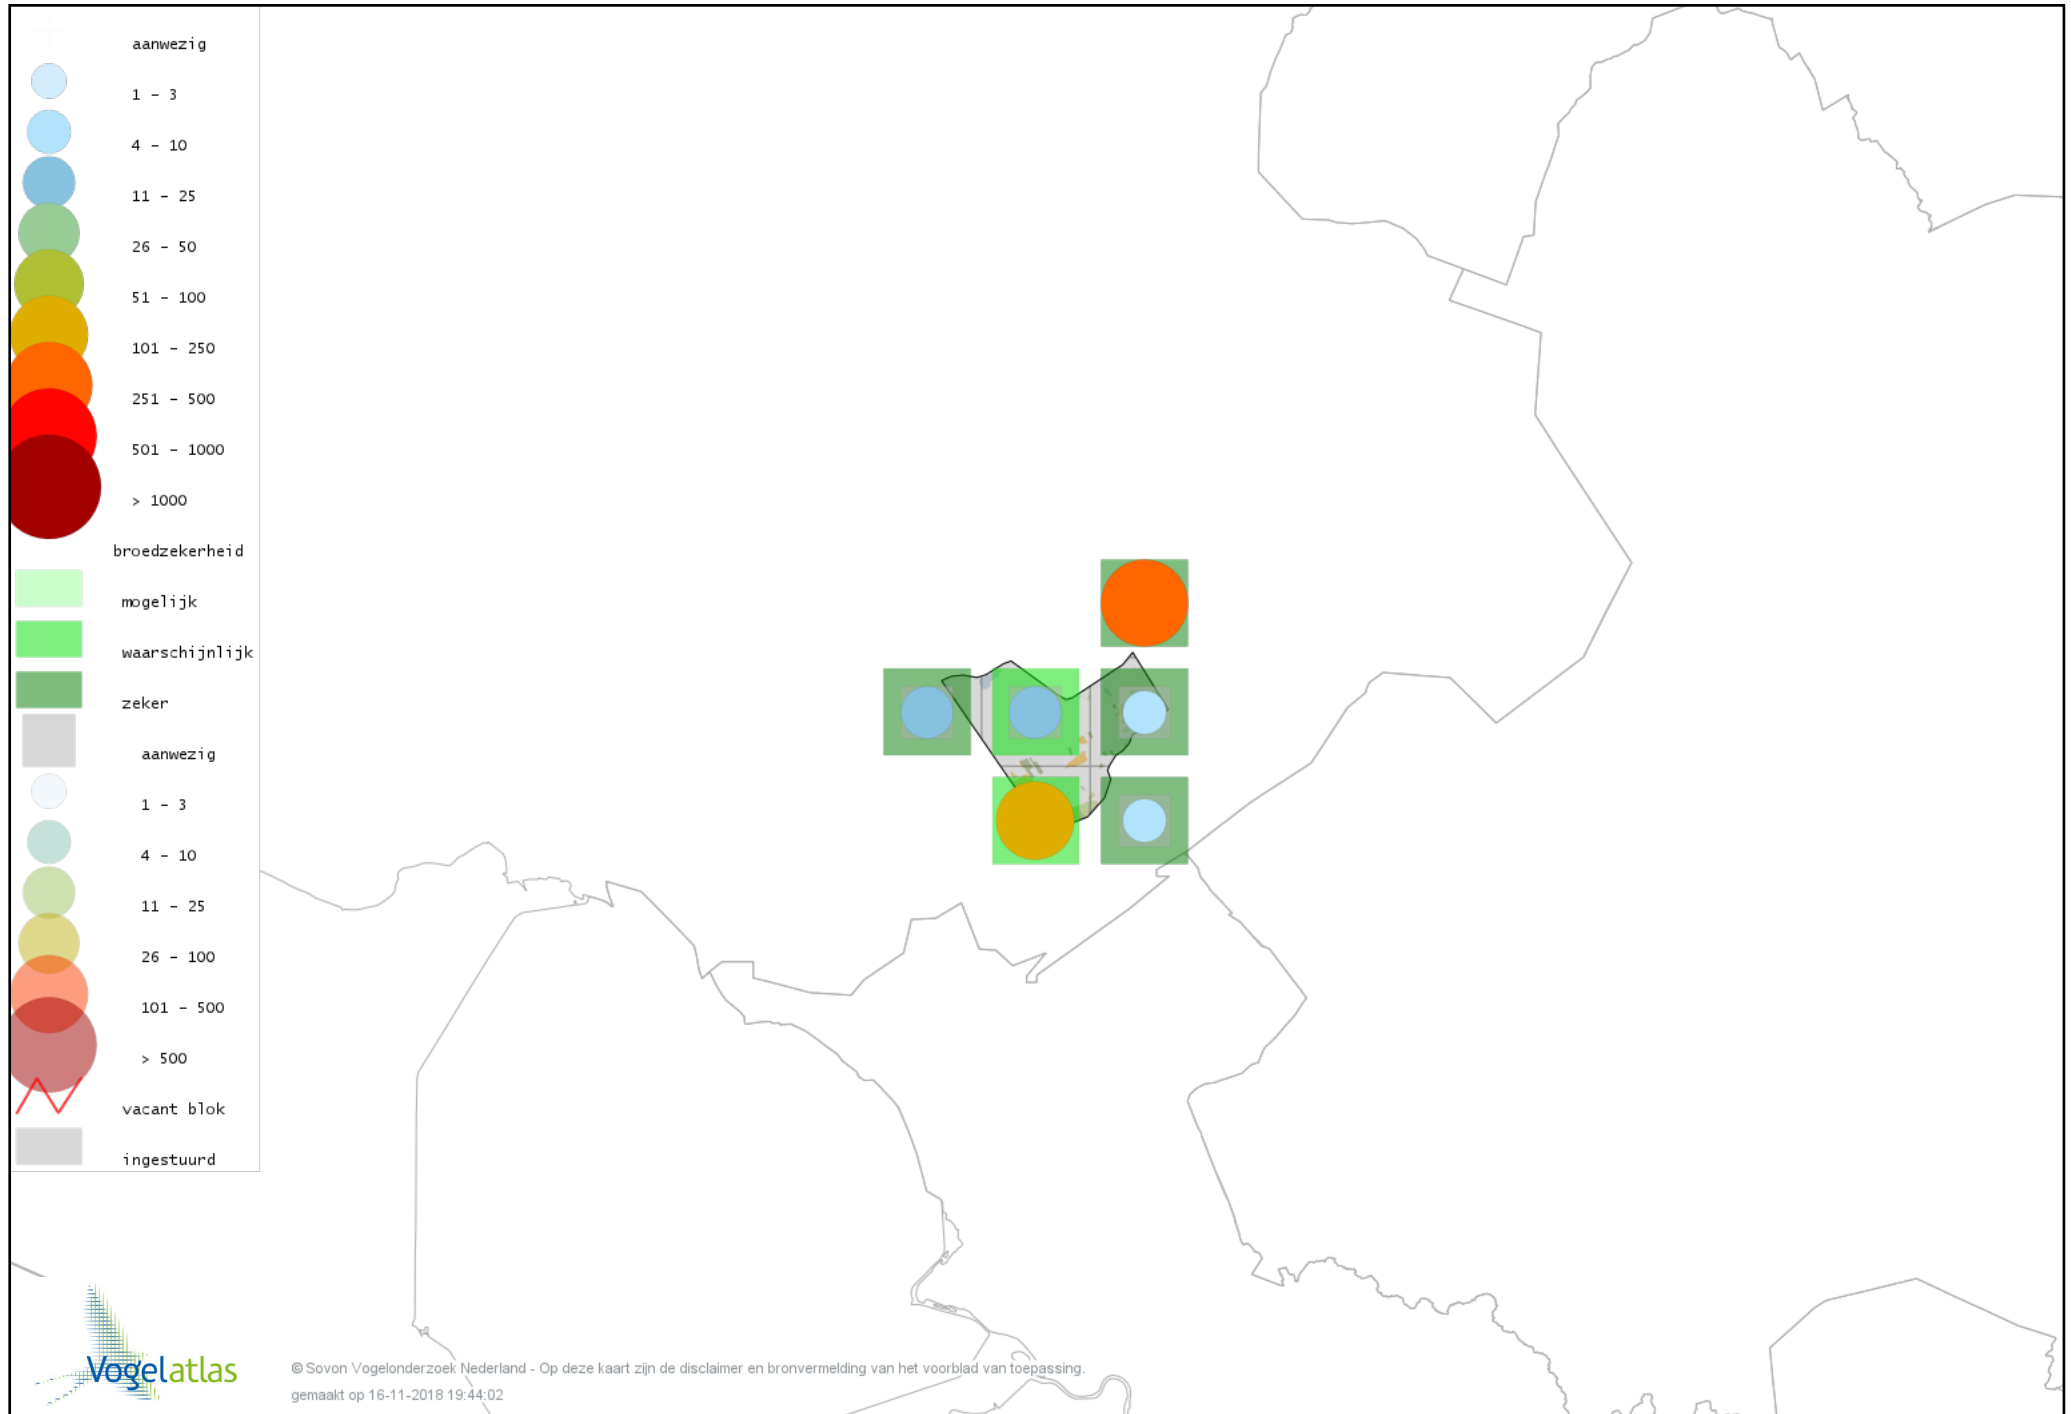 aanwezig
1 - 3
4 - 10
11 - 25
26 - 50
51 - 100
101 - 250
251 - 500
501 - 1000
> 1000
broedzekerheid
mogelijk
waarschijnlijk
zeker
aanwezig
1 - 3
4 - 10
11 - 25
26 - 100
101 - 500
> 500
vacant blok
ingestuurd
Vogelatlas
© Sovon Vogelonderzoek Nederland - Op deze kaart zijn de disclaimer en bronvermelding van het voorblad van toepassing.
gemaakt op 16-11-2018 19:44:02